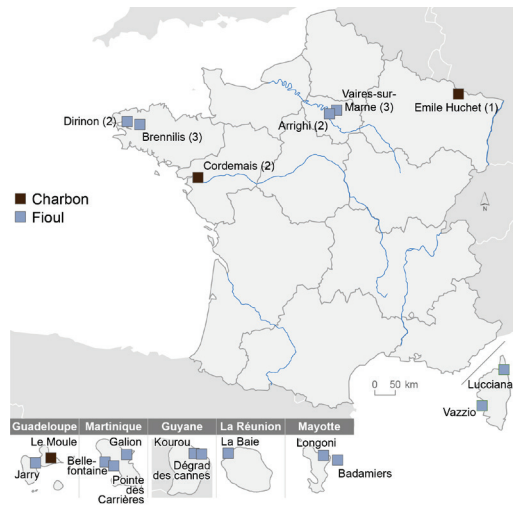 Vaires-sur-
Marne (3)
Emile Huchet (1)
Dirinon (2)
Arrighi (2)
Brennilis (3)
Cordemais (2)
Charbon
Fioul
N
0 50 km
Lucciana
Vazzio
Guadeloupe
Martinique
Guyane
La Réunion
Mayotte
Le Moule
Jarry
Galion
Belle-
fontaine
Pointe
des
Carrières
Kourou
Dégrad
des cannes
La Baie
Longoni
Badamiers